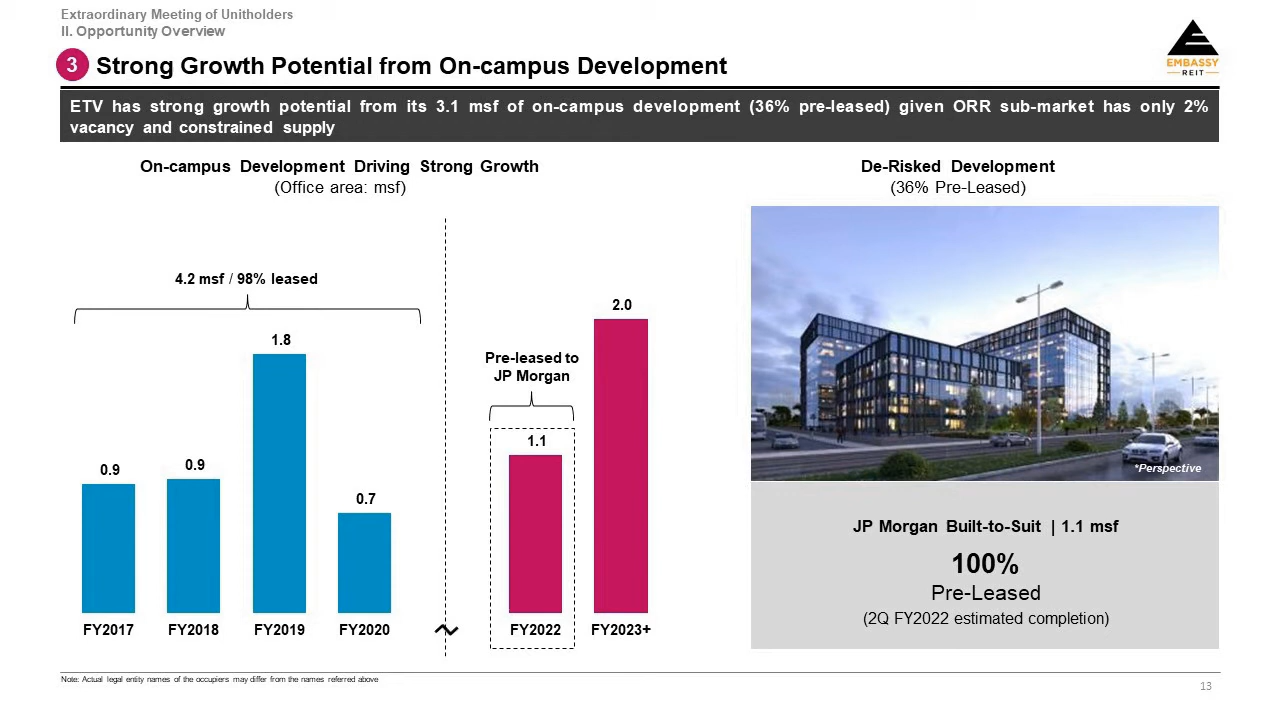 Extraordinary Meeting of Unitholders
II. Opportunity Overview
EMBASSY
REIT
3 Strong Growth Potential from On-campus Development
ETV has strong growth potential from its 3.1 msf of on-campus development (36% pre-leased) given ORR sub-market has only 2%
vacancy and constrained supply
On-campus Development Driving Strong Growth
(Office area: msf)
4.2 msf / 98% leased
0.9
0.9
1.8
0.7
Pre-leased to
JP Morgan
1.1
2.0
FY2017 FY2018 FY2019 FY2020 FY2022 FY2023+
De-Risked Development
(36% Pre-Leased)
*Perspective
JP Morgan Built-to-Suit | 1.1 msf
100%
Pre-Leased
(2Q FY2022 estimated completion)
Note: Actual legal entity names of the occupiers may differ from the names referred above
13